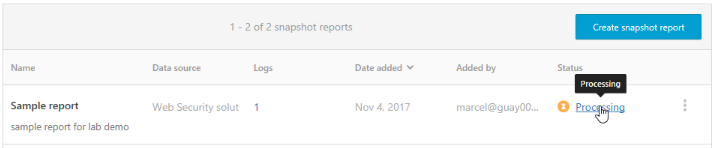 1 - 2 of 2 snapshot reports
Create snapshot report
Name Data source Logs Date added Added by Status
Processing
Sample report Web Security solut 1 Nov 4, 2017 marcel@guay00... Processing
sample report for lab demo